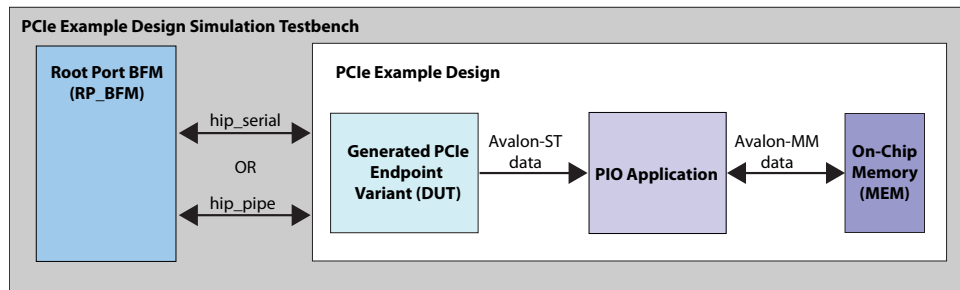 PCIe Example Design Simulation Testbench
Root Port BFM
(RP_BFM)
hip_serial
OR
hip_pipe
PCIe Example Design
Generated PCIe
Endpoint
Variant (DUT)
Avalon-ST
data
PIO Application
Avalon-MM
data
On-Chip
Memory
(MEM)